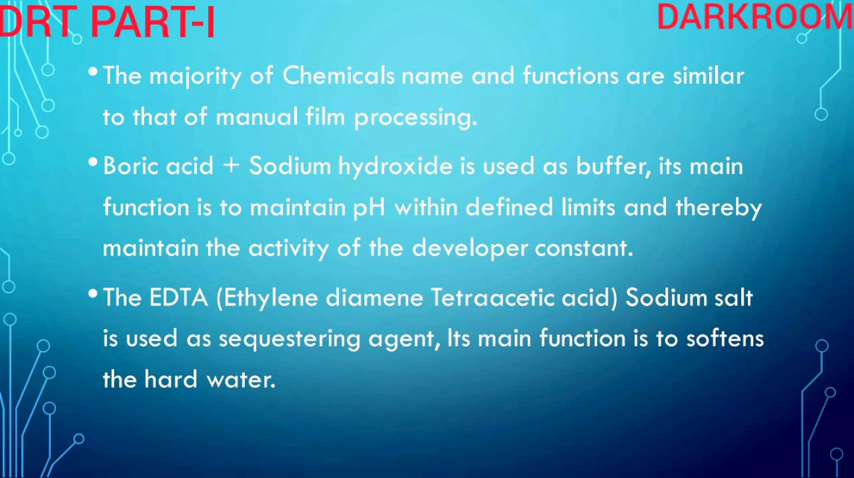 DRT PART-I
DARKROOM
• The majority of Chemicals name and functions are similar
to that of manual film processing.
• Boric acid + Sodium hydroxide is used as buffer, its main
function is to maintain pH within defined limits and thereby
maintain the activity of the developer constant.
• The EDTA (Ethylene diamene Tetraacetic acid) Sodium salt
is used as sequestering agent, Its main function is to softens
the hard water.